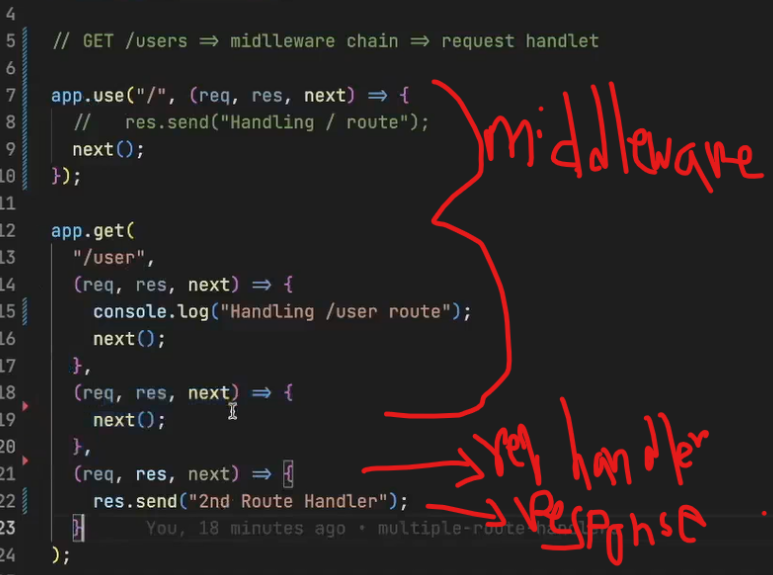 4
5 // GET /users => midlleware chain => request handlet
6
7 app.use("/", (req, res, next) => {
8 // res.send("Handling / route");
9 next();
10 });
11
12 app.get(
13 "/user",
14 (req, res, next) => {
15 console.log("Handling /user route");
16 next();
17 },
18 (req, res, next) => {
19 next();
20 },
21 (req, res, next) => {
22 res.send("2nd Route Handler");
23 } You, 18 minutes ago • multiple-route-handlers
24 );
middleware
req handler
response